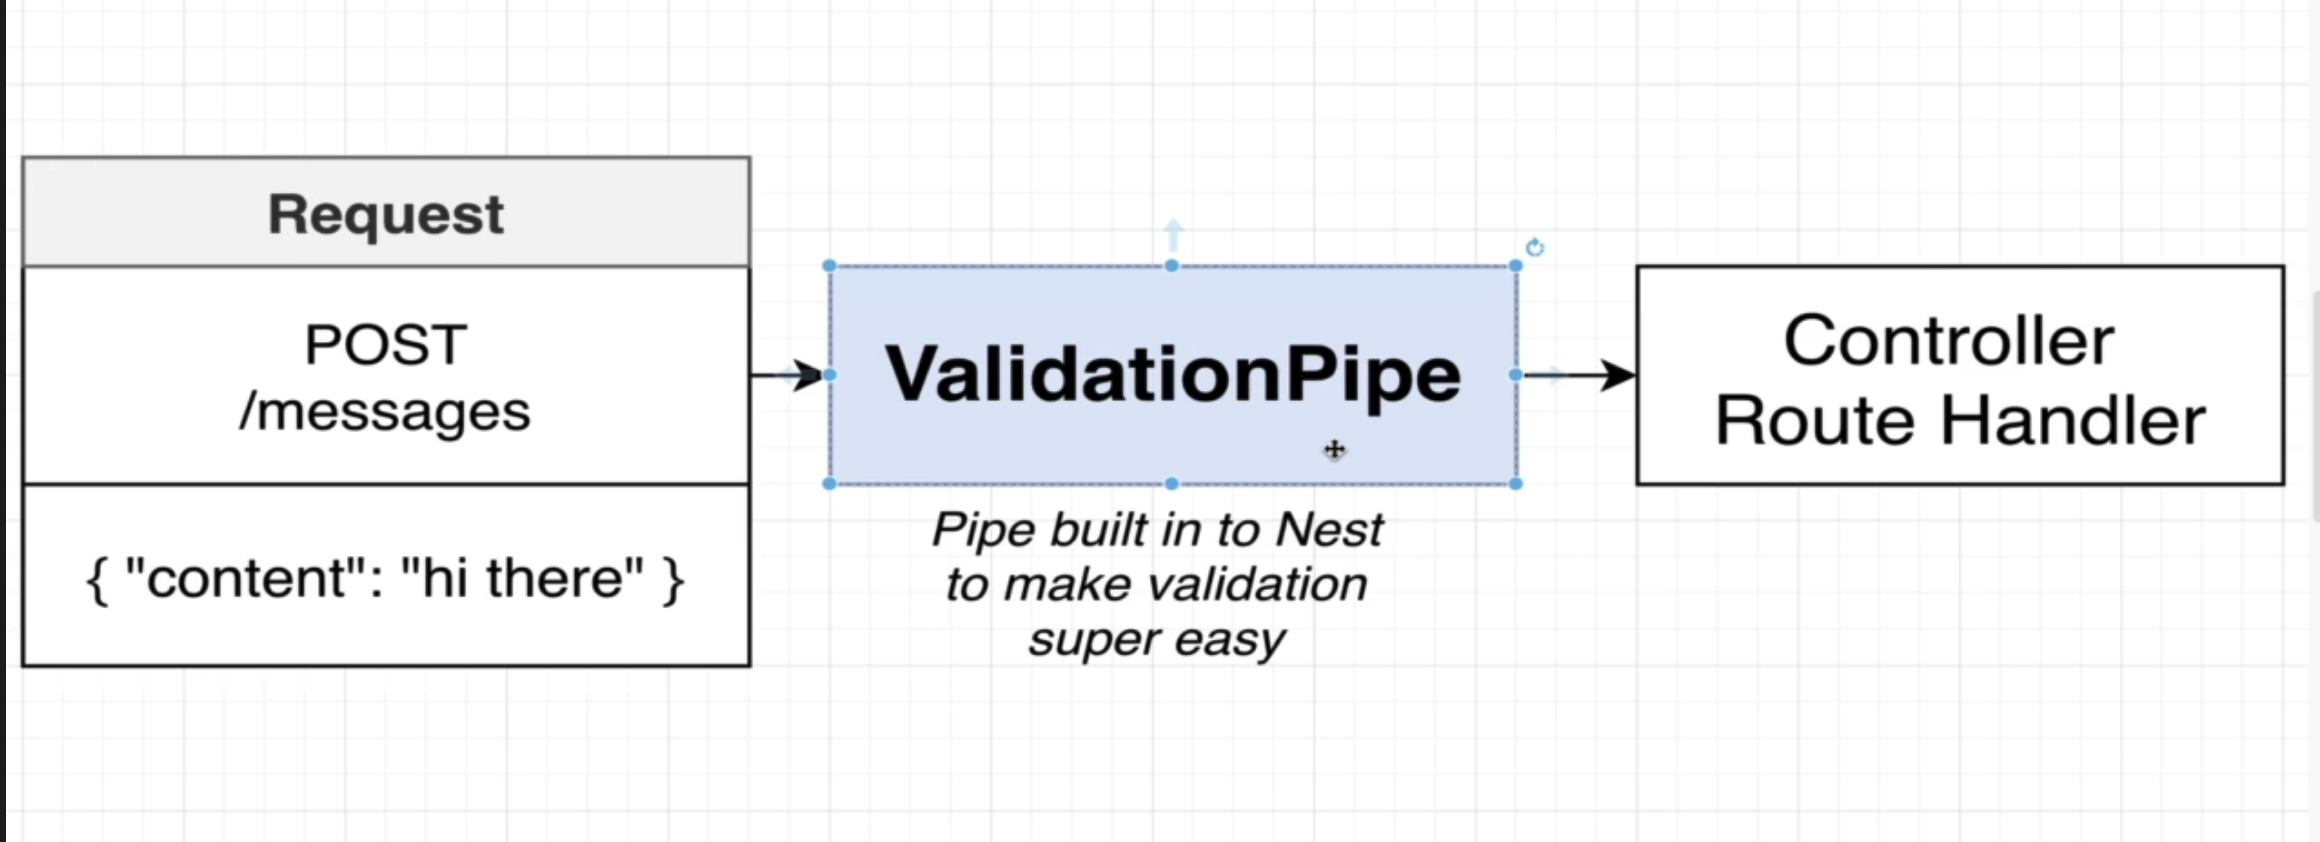 Request
POST
/messages
{ "content": "hi there" }
ValidationPipe
Pipe built in to Nest
to make validation
super easy
Controller
Route Handler